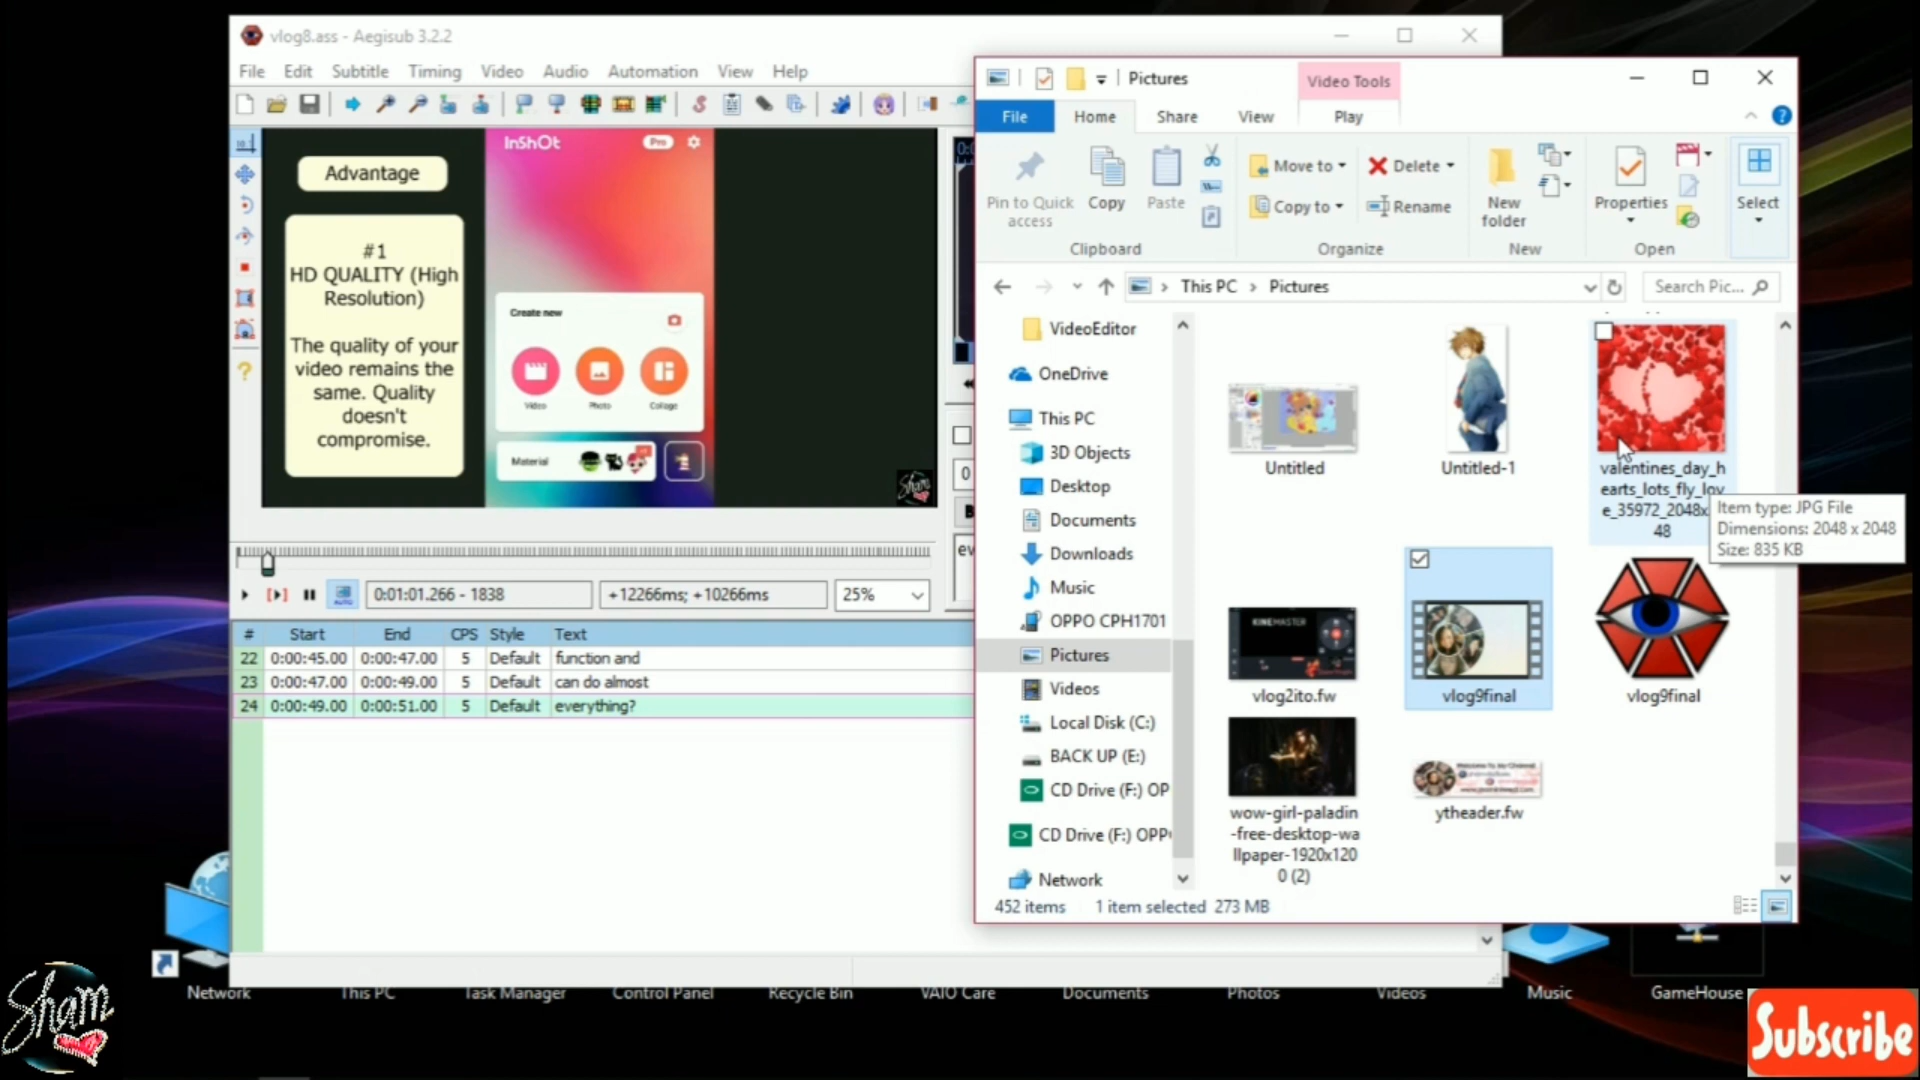 vlog8.ass - Aegisub 3.2.2
File Edit Subtitle Timing Video Audio Automation View Help
Advantage
#1
HD QUALITY (High
Resolution)
The quality of your
video remains the
same. Quality
doesn't
compromise.
InShOt
Pro
Create new
Video Photo Collage
Material
Sham
0:01:01.266 - 1838
+12266ms; +10266ms
25%
# Start End CPS Style Text
22 0:00:45.00 0:00:47.00 5 Default function and
23 0:00:47.00 0:00:49.00 5 Default can do almost
24 0:00:49.00 0:00:51.00 5 Default everything?
Pictures
Video Tools
File Home Share View Play
Pin to Quick
access
Copy
Paste
Clipboard
Move to
Copy to
Delete
Rename
Organize
New
folder
New
Properties
Open
Select
This PC > Pictures
Search Pic...
VideoEditor
OneDrive
This PC
3D Objects
Desktop
Documents
Downloads
Music
OPPO CPH1701
Pictures
Videos
Local Disk (C:)
BACK UP (E:)
CD Drive (F:) OP
CD Drive (F:) OPP
Network
Untitled
Untitled-1
valentines_day_h
earts_lots_fly_lov
e_35972_2048x
48
Item type: JPG File
Dimensions: 2048 x 2048
Size: 835 KB
KINEMASTER
vlog2ito.fw
vlog9final
vlog9final
wow-girl-paladin
-free-desktop-wa
llpaper-1920x120
0 (2)
ytheader.fw
452 items 1 item selected 273 MB
Network
This PC
Task Manager
Control Panel
Recycle Bin
VAIO Care
Documents
Photos
Videos
Music
GameHouse
Sham
Subscribe